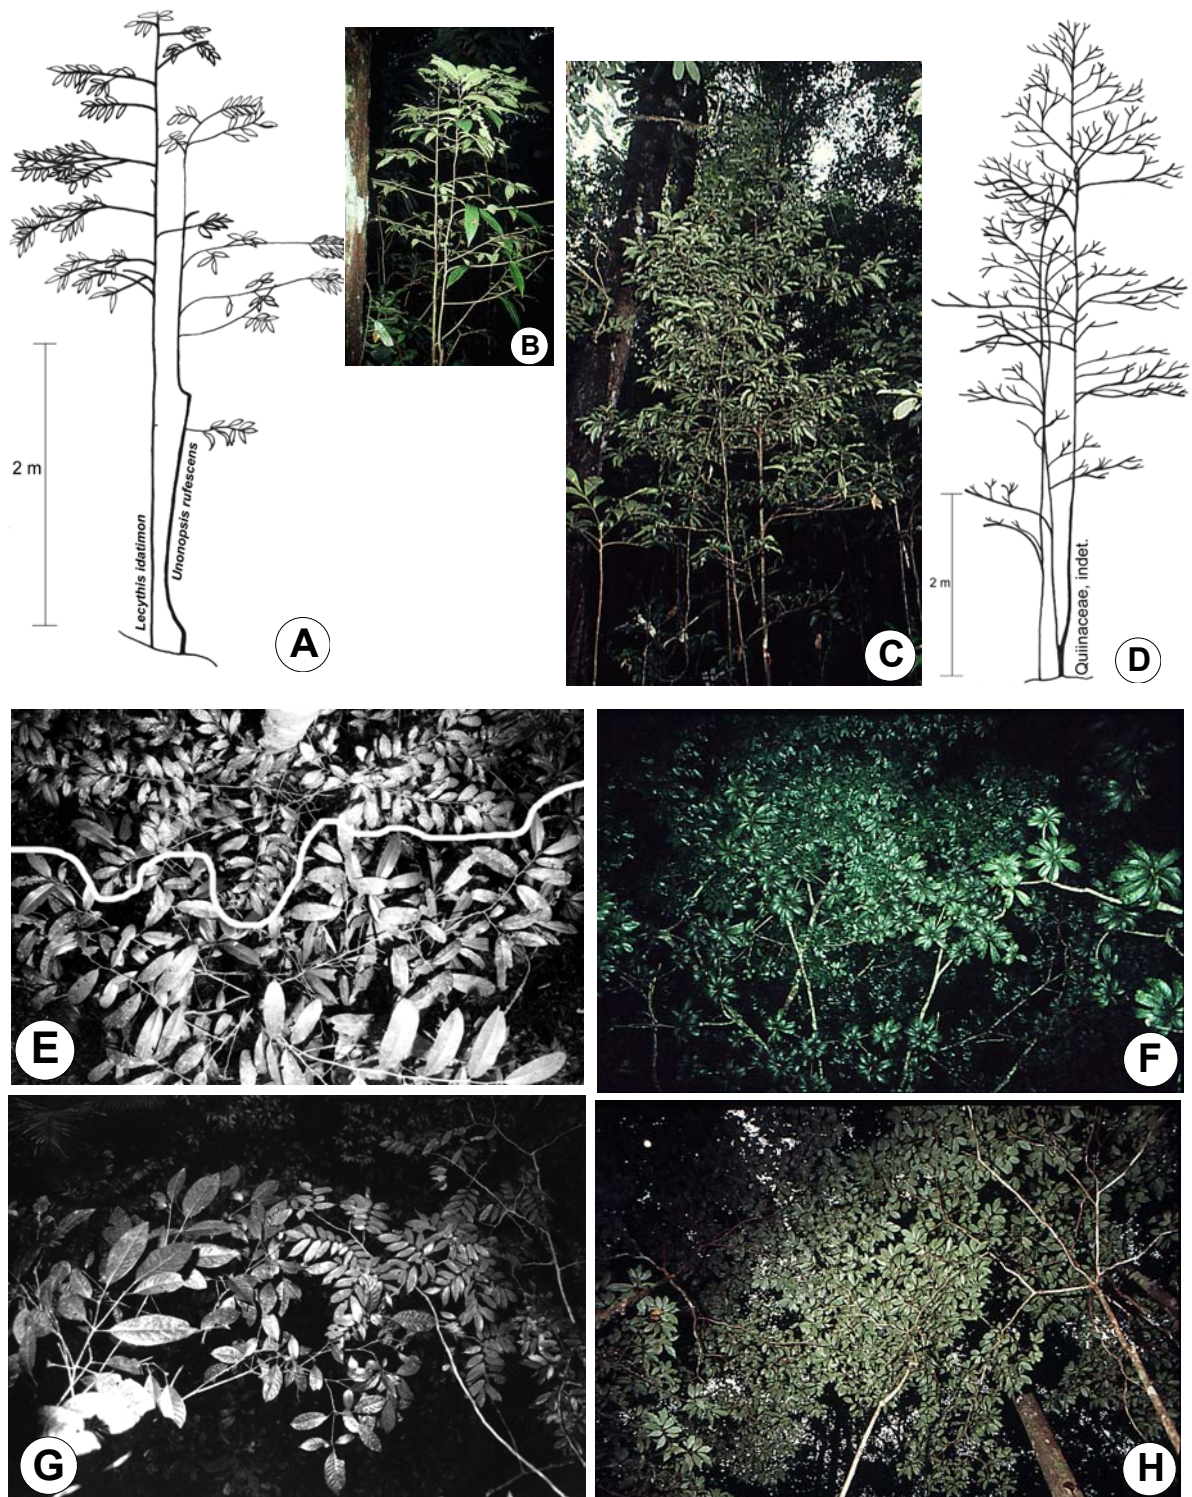 2 m
Lecythis idatimon
Unonopsis rufescens
A
B
C
2 m
Quiinaceae, indet.
D
E
F
G
H